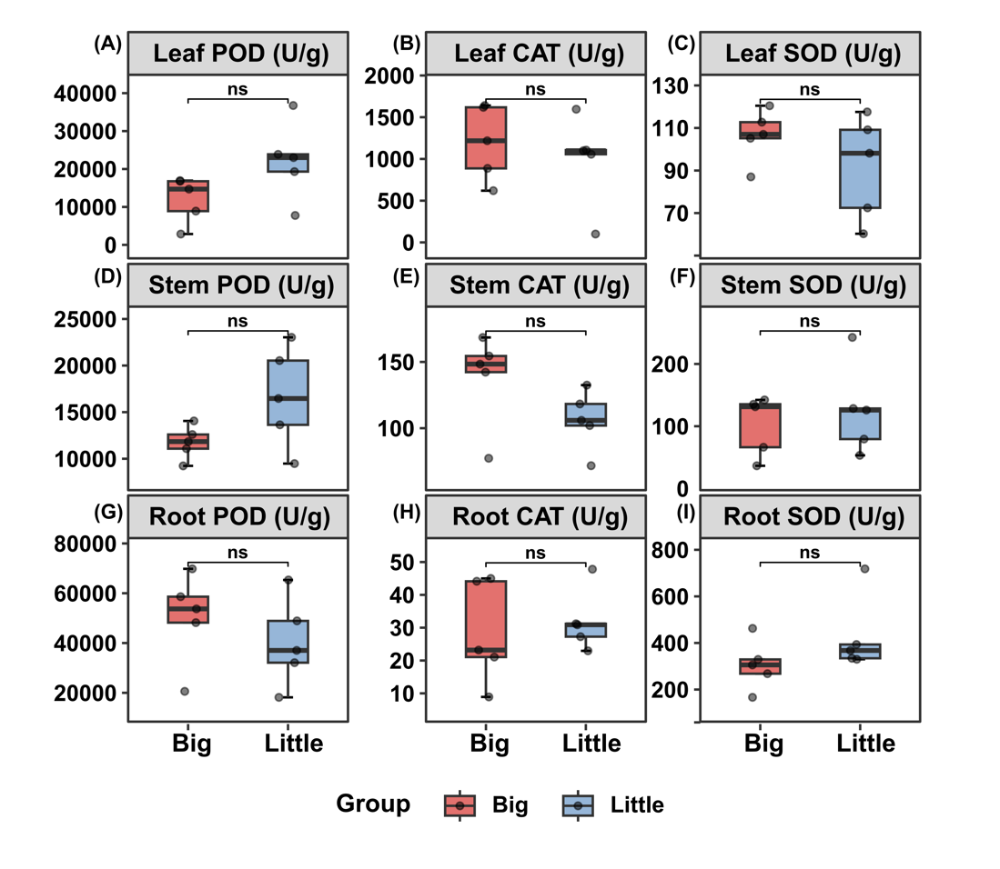 (A) Leaf POD (U/g)
40000
30000
20000
10000
0
ns
(B) Leaf CAT (U/g)
2000
1500
1000
500
0
ns
(C) Leaf SOD (U/g)
130
110
90
70
ns
(D) Stem POD (U/g)
25000
20000
15000
10000
ns
(E) Stem CAT (U/g)
150
100
ns
(F) Stem SOD (U/g)
200
100
0
ns
(G) Root POD (U/g)
80000
60000
40000
20000
ns
Big Little
(H) Root CAT (U/g)
50
40
30
20
10
ns
Big Little
(I) Root SOD (U/g)
800
600
400
200
ns
Big Little
Group Big Little